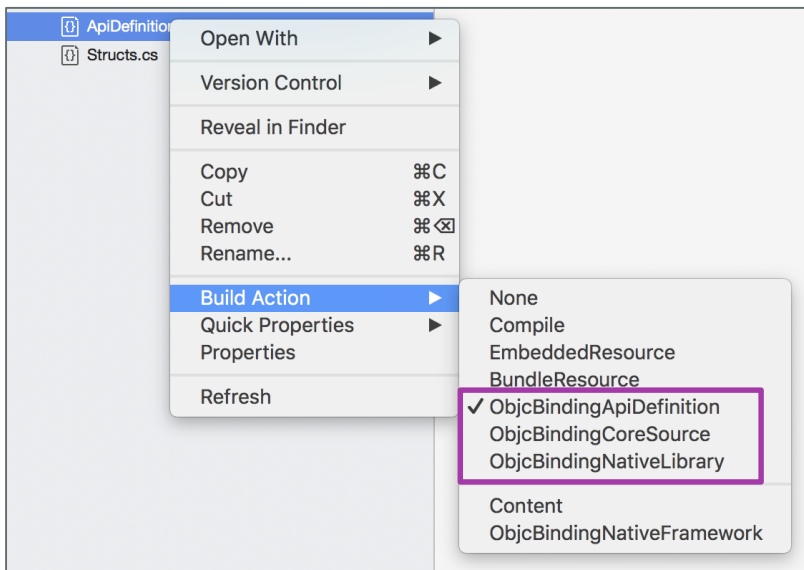 ApiDefinition
Structs.cs
Open With
Version Control
Reveal in Finder
Copy ⌘C
Cut ⌘X
Remove ⌘⌫
Rename... ⌘R
Build Action
Quick Properties
Properties
Refresh
None
Compile
EmbeddedResource
BundleResource
✓ ObjcBindingApiDefinition
ObjcBindingCoreSource
ObjcBindingNativeLibrary
Content
ObjcBindingNativeFramework